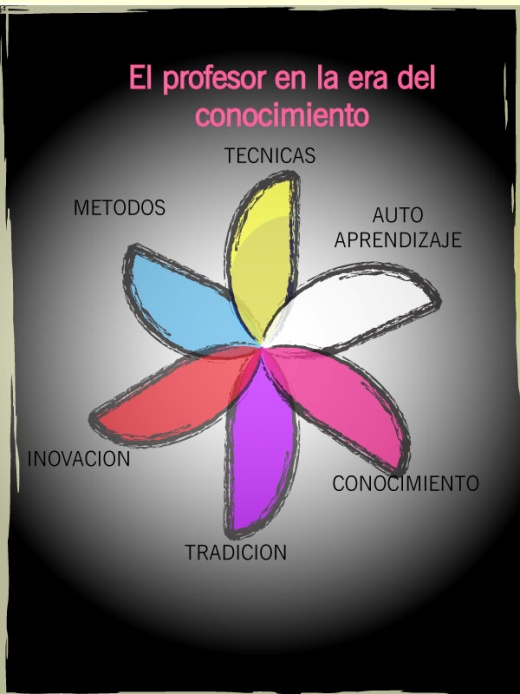 El profesor en la era del
conocimiento
TECNICAS
METODOS
AUTO
APRENDIZAJE
INOVACION
CONOCIMIENTO
TRADICION